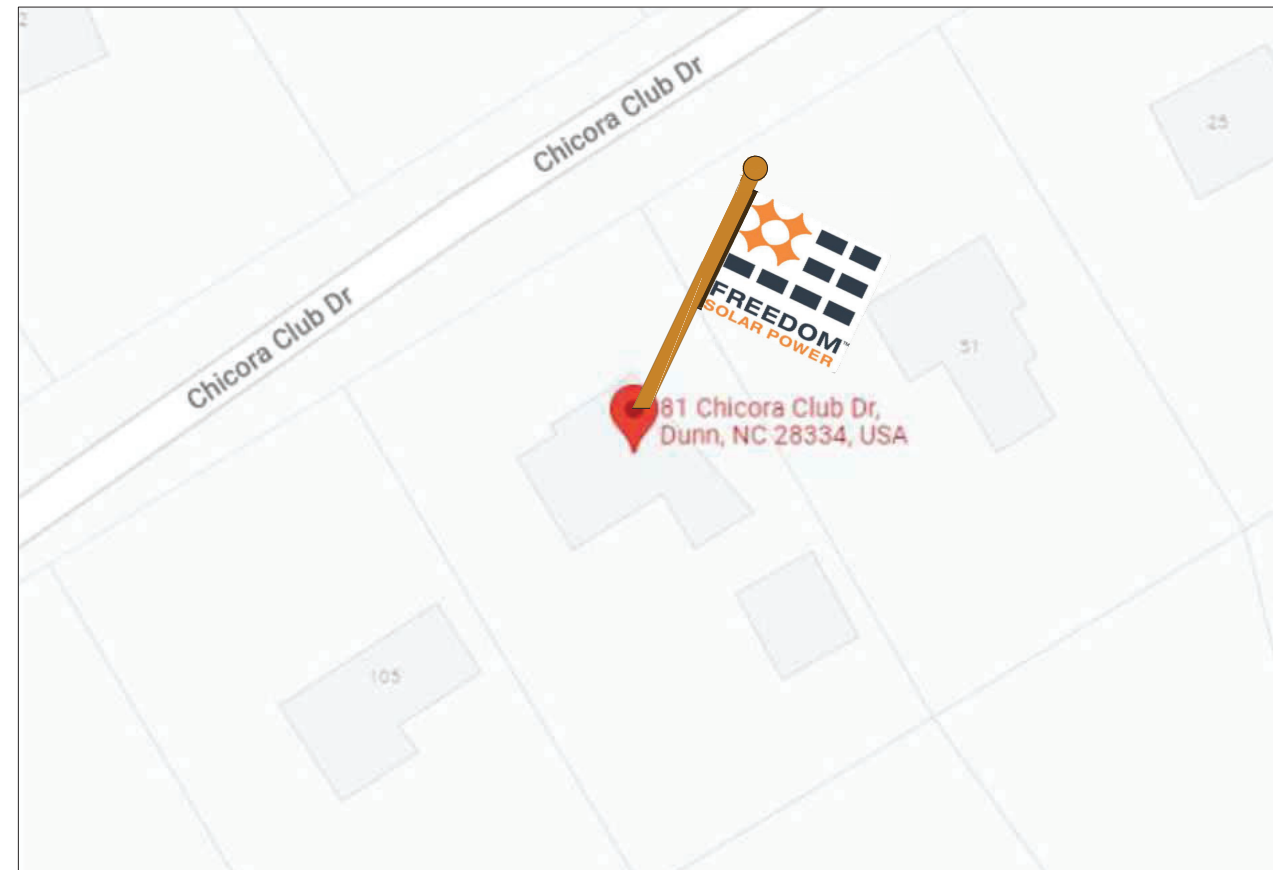 Chicora Club Dr
25
FREEDOM™
SOLAR POWER
Chicora Club Dr
51
81 Chicora Club Dr,
Dunn, NC 28334, USA
105